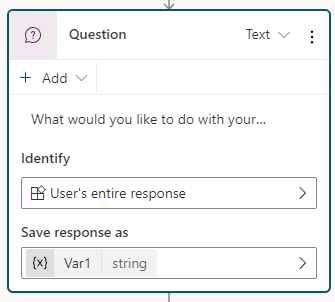 Question Text
+ Add
What would you like to do with your...
Identify
User's entire response
Save response as
{x} Var1 string